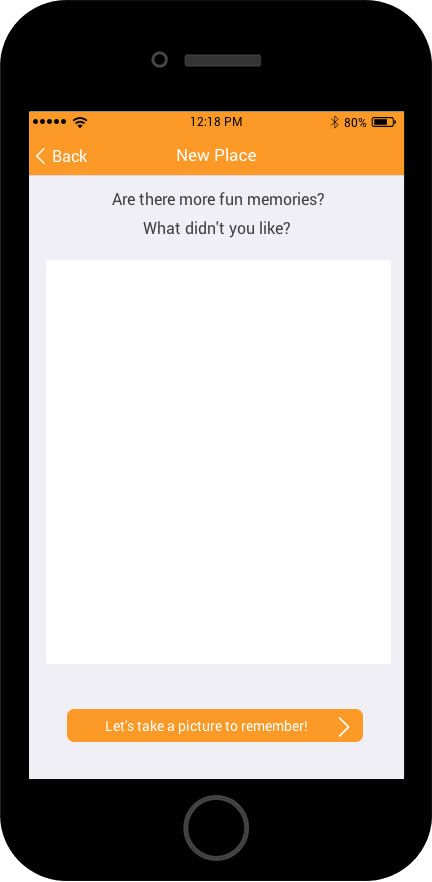 12:18 PM 80%
Back New Place
Are there more fun memories?
What didn't you like?
Let's take a picture to remember!